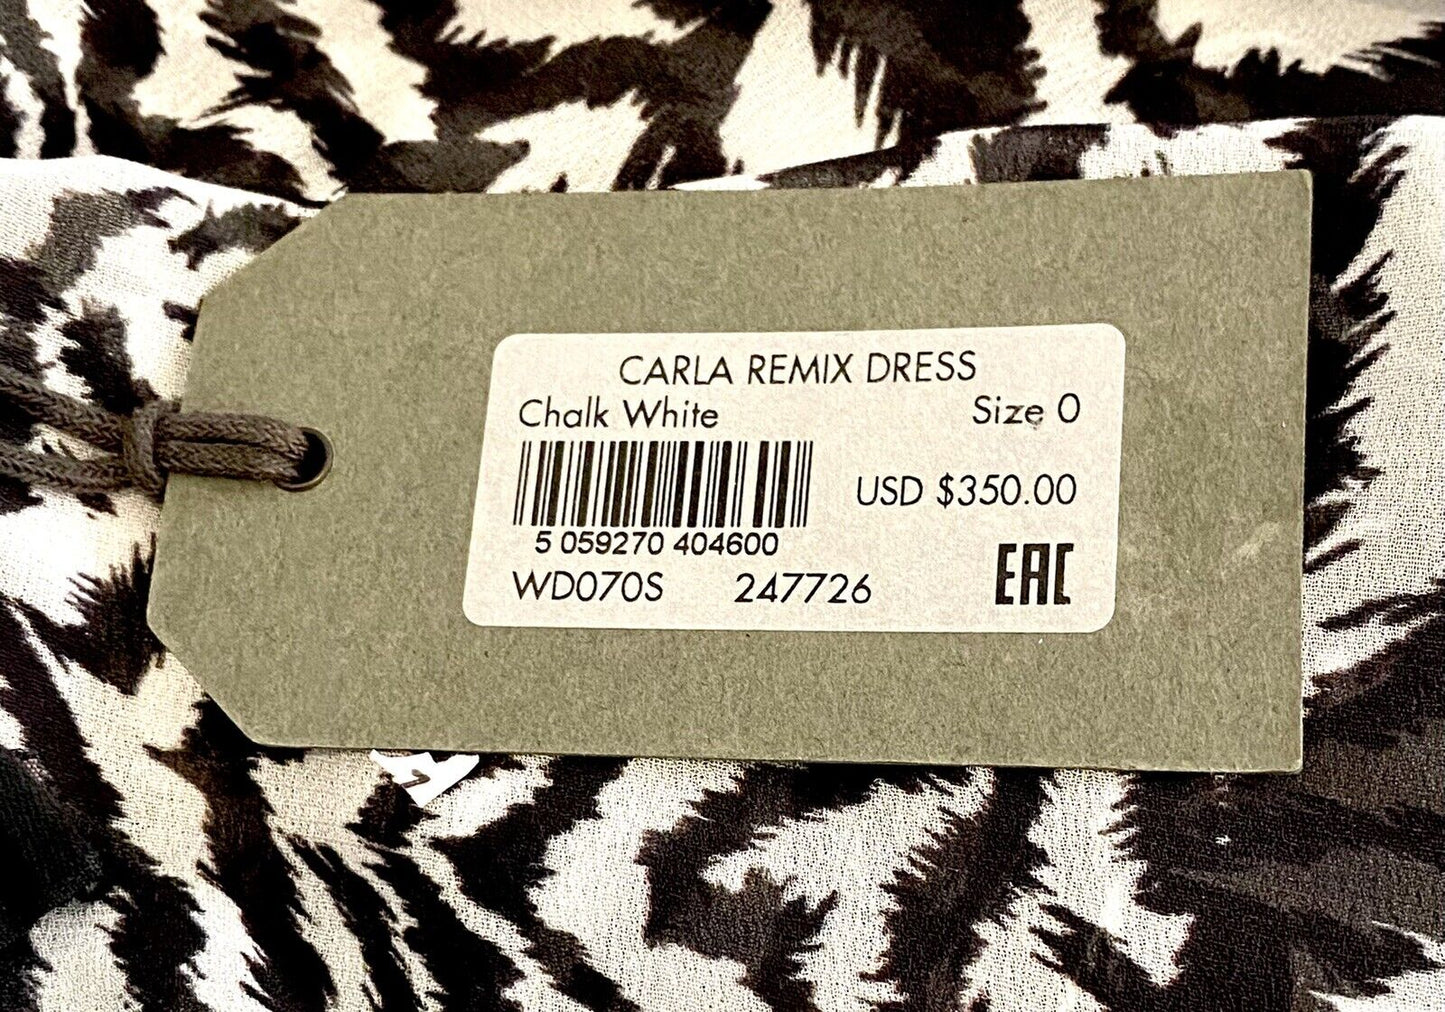 CARLA REMIX DRESS
Chalk White Size 0
USD $350.00
5 059270 404600
WD070S 247726
EAC